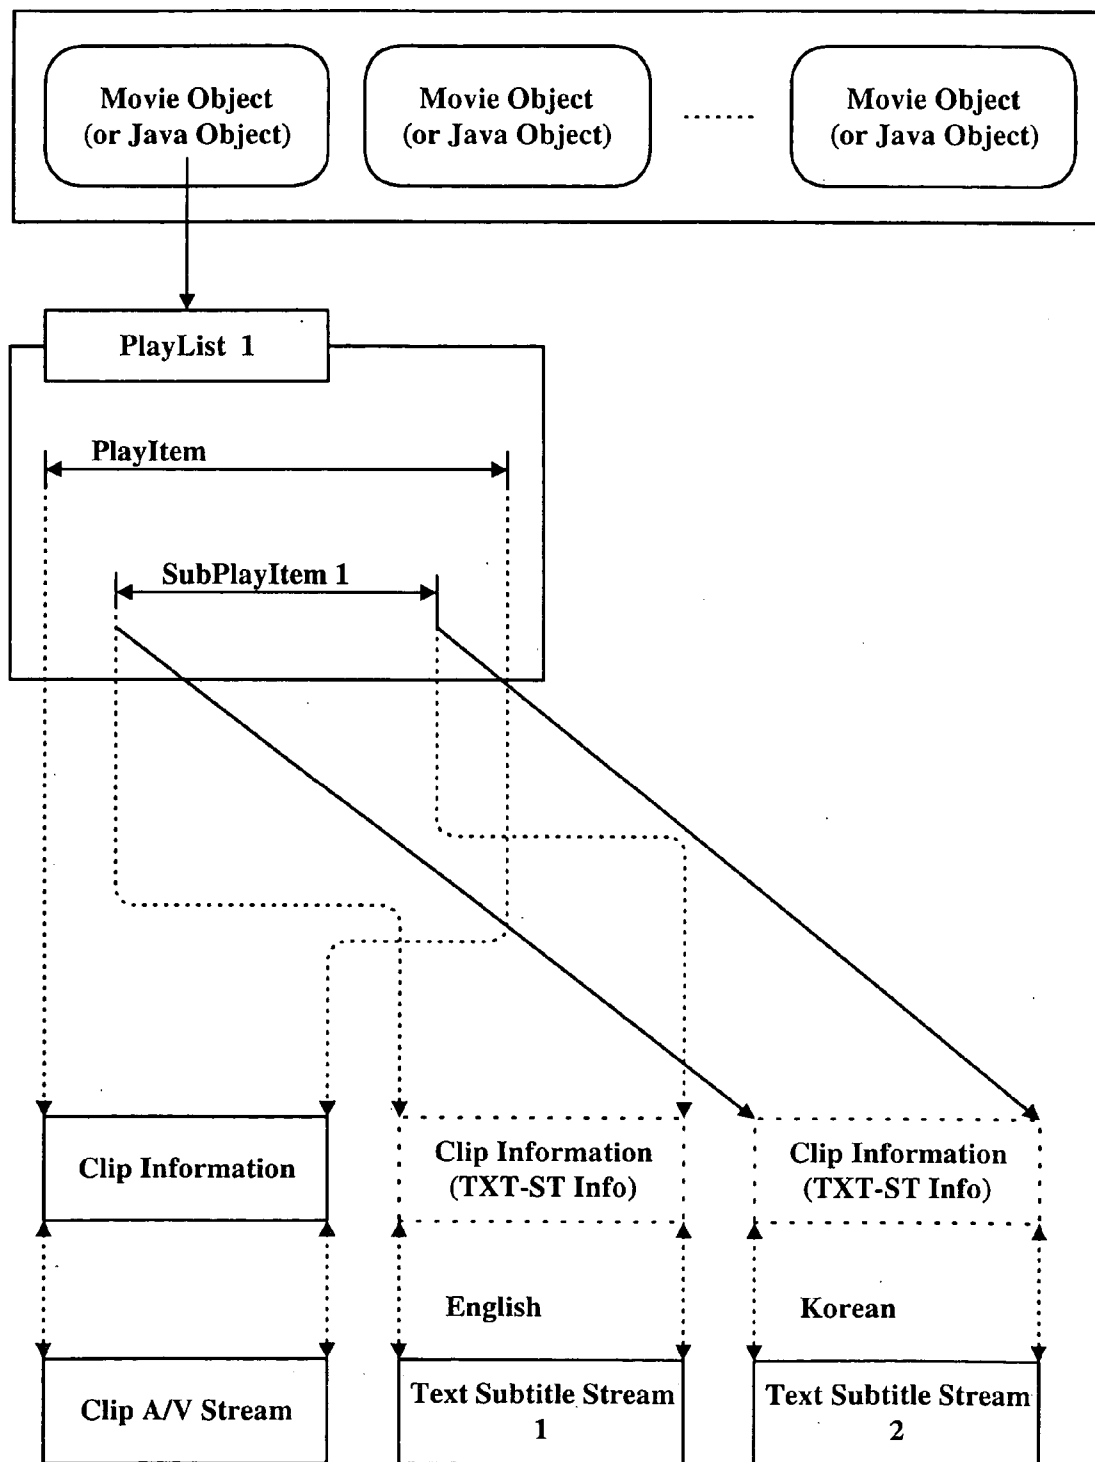 Movie Object
(or Java Object)
Movie Object
(or Java Object)
Movie Object
(or Java Object)
PlayList 1
PlayItem
SubPlayItem 1
Clip Information
Clip Information
(TXT-ST Info)
Clip Information
(TXT-ST Info)
English
Korean
Clip A/V Stream
Text Subtitle Stream
1
Text Subtitle Stream
2